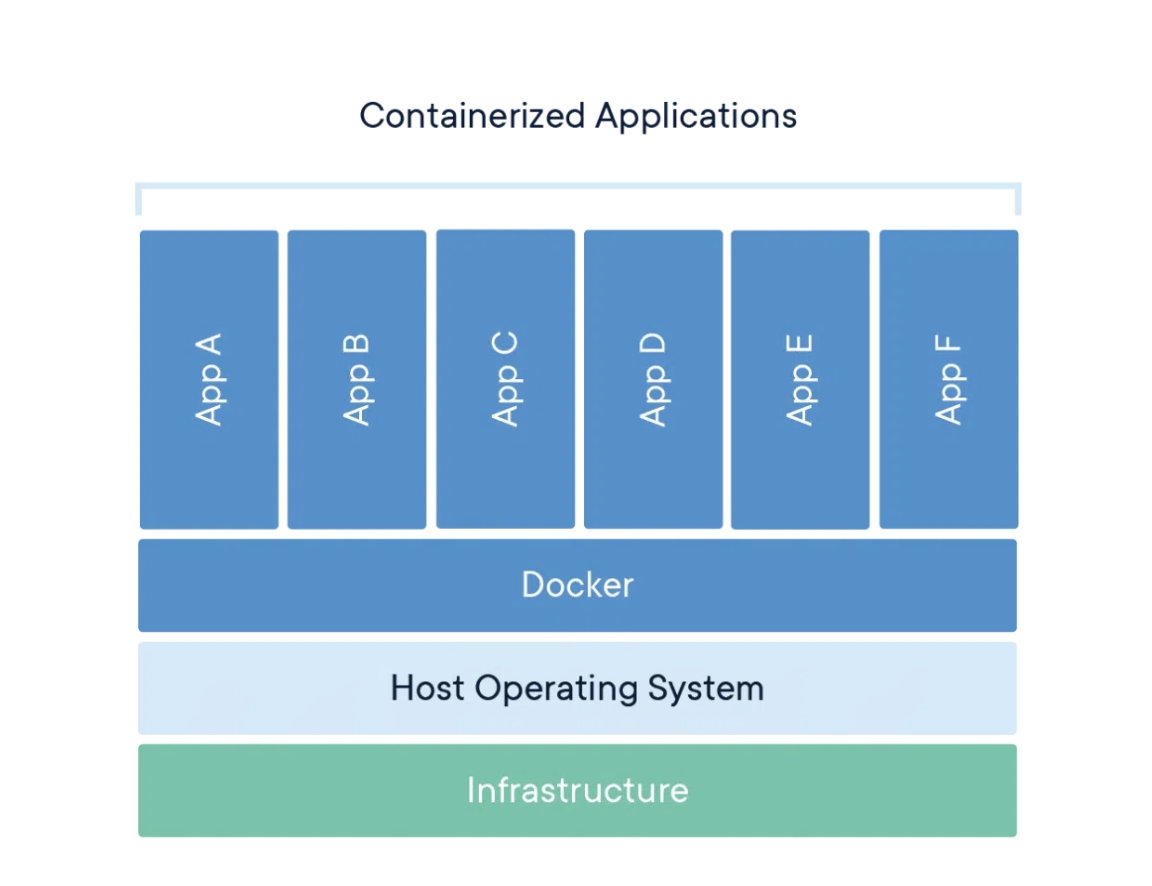 Containerized Applications
App A
App B
App C
App D
App E
App F
Docker
Host Operating System
Infrastructure